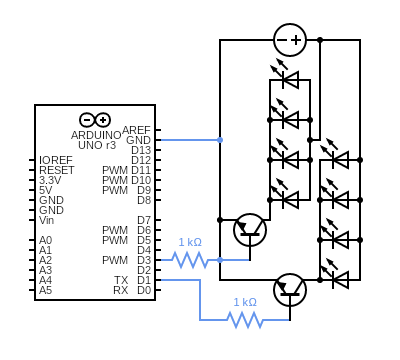 ARDUINO
UNO r3
AREF
GND
D13
IOREF D12
RESET PWM D11
3.3V PWM D10
5V PWM D9
GND D8
GND
Vin D7
PWM D6
A0 PWM D5
A1 D4
A2 PWM D3
A3 D2
A4 TX D1
A5 RX D0
1 kΩ
1 kΩ